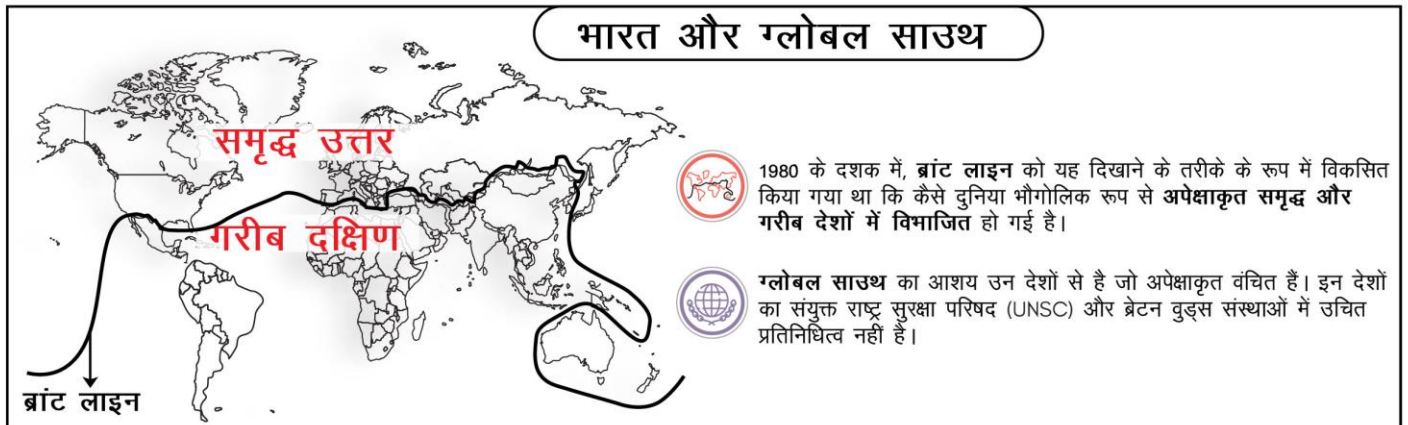 भारत और ग्लोबल साउथ
समृद्ध उत्तर
गरीब दक्षिण
ब्रांट लाइन
1980 के दशक में, ब्रांट लाइन को यह दिखाने के तरीके के रूप में विकसित
किया गया था कि कैसे दुनिया भौगोलिक रूप से अपेक्षाकृत समृद्ध और
गरीब देशों में विभाजित हो गई है।
ग्लोबल साउथ का आशय उन देशों से है जो अपेक्षाकृत वंचित हैं। इन देशों
का संयुक्त राष्ट्र सुरक्षा परिषद (UNSC) और ब्रेटन वुड्स संस्थाओं में उचित
प्रतिनिधित्व नहीं है।